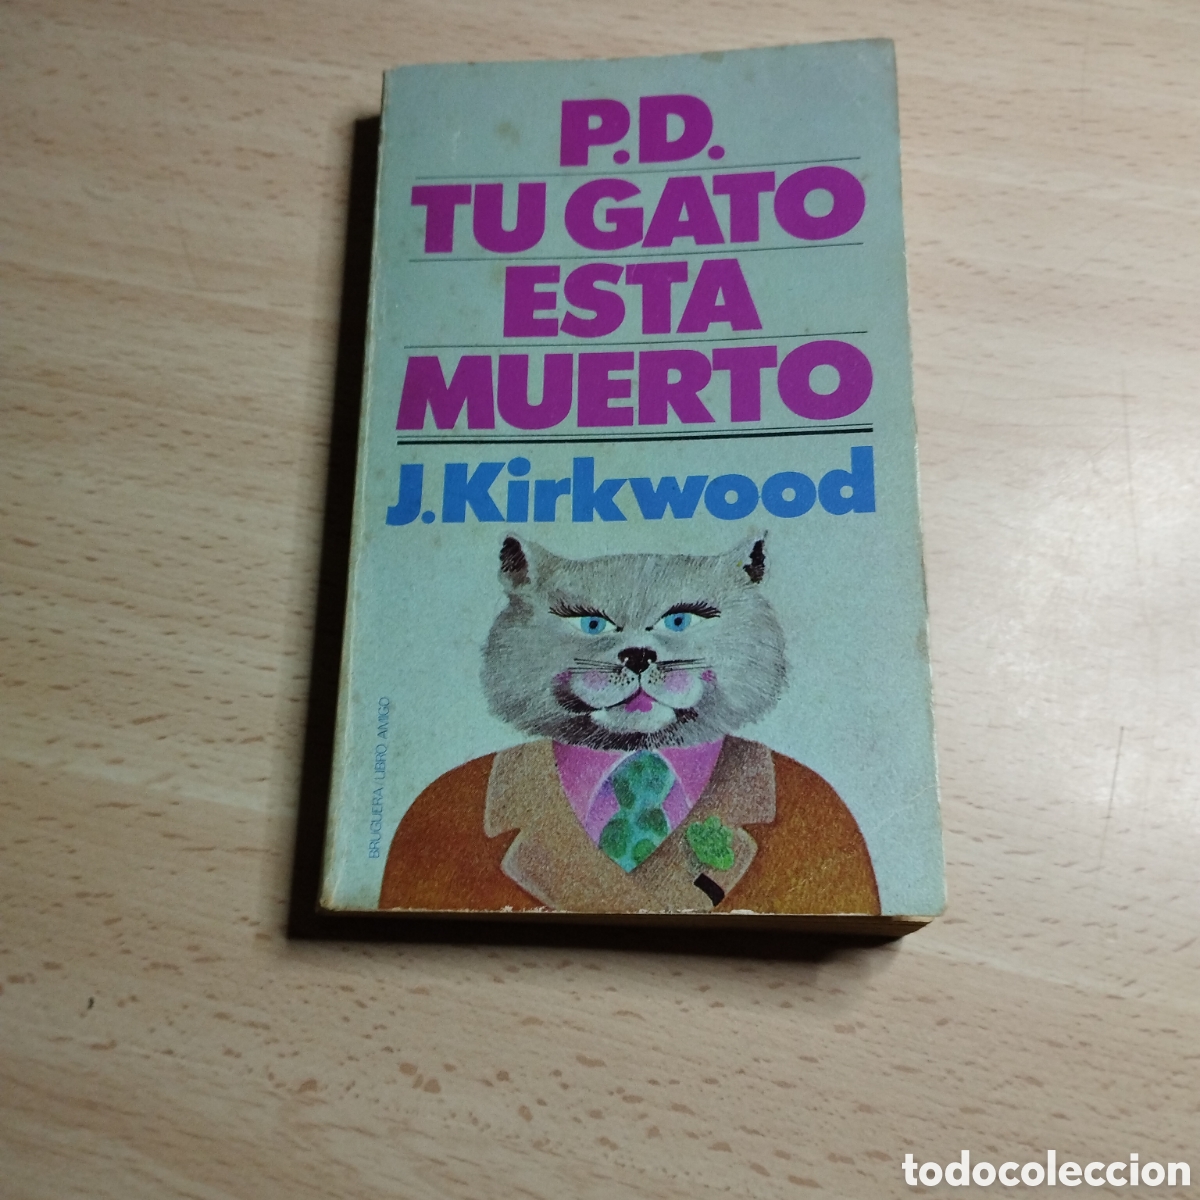 P.D.
TU GATO
ESTA
MUERTO
J.Kirkwood
BRUGUERA/LIBRO AMIGO
todocoleccion